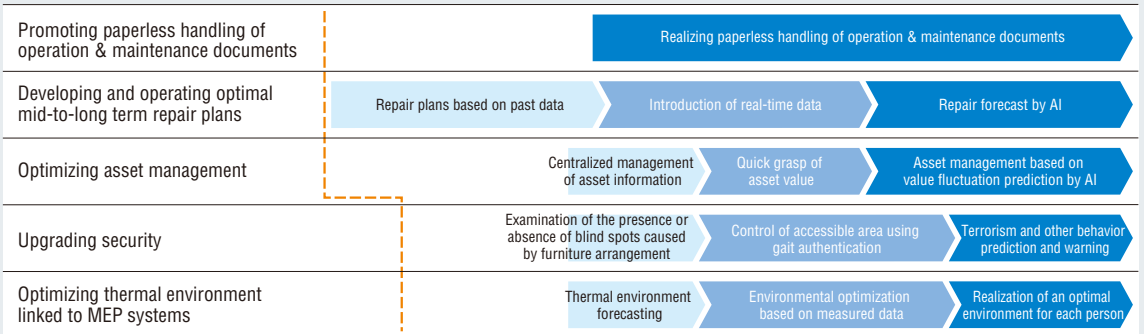 Promoting paperless handling of
operation & maintenance documents
Realizing paperless handling of operation & maintenance documents
Developing and operating optimal
mid-to-long term repair plans
Repair plans based on past data
Introduction of real-time data
Repair forecast by AI
Optimizing asset management
Centralized management
of asset information
Quick grasp of
asset value
Asset management based on
value fluctuation prediction by AI
Upgrading security
Examination of the presence or
absence of blind spots caused
by furniture arrangement
Control of accessible area using
gait authentication
Terrorism and other behavior
prediction and warning
Optimizing thermal environment
linked to MEP systems
Thermal environment
forecasting
Environmental optimization
based on measured data
Realization of an optimal
environment for each person